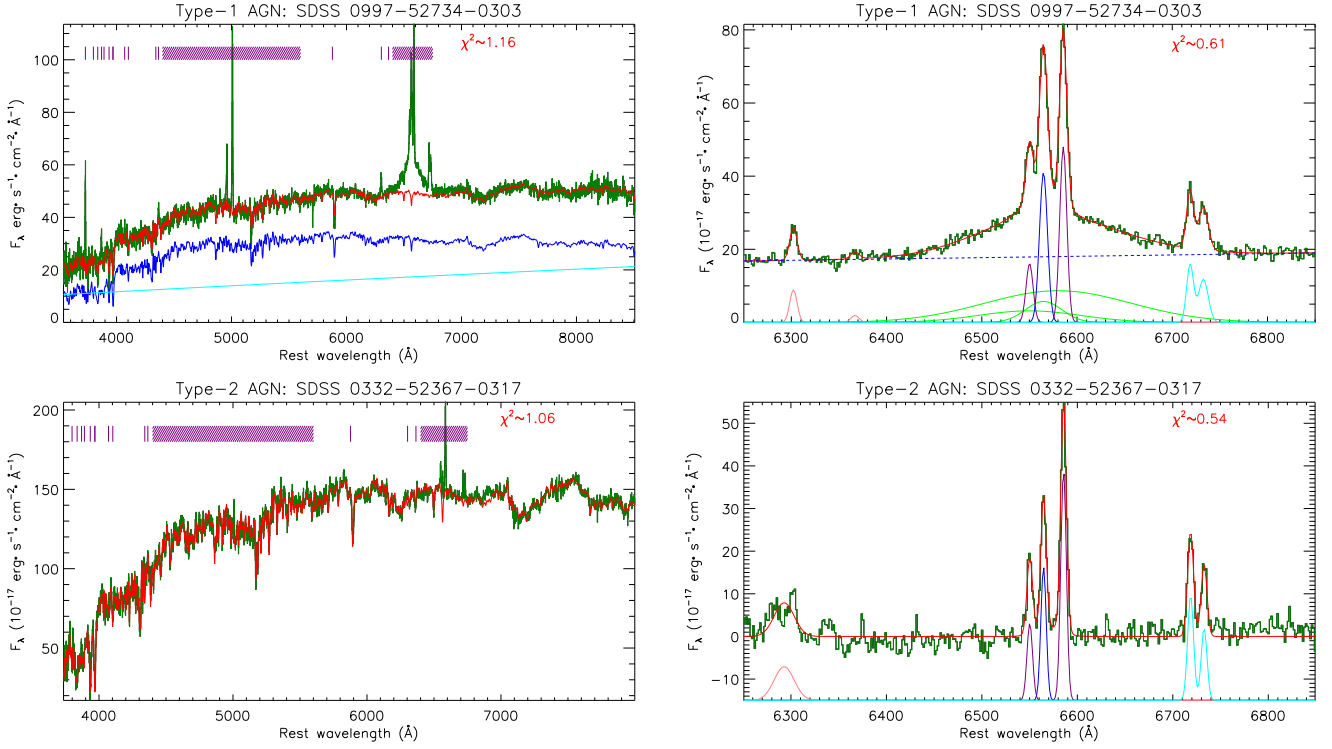 Type-1 AGN: SDSS 0997-52734-0303
χ²~1.16
F_λ erg• s⁻¹• cm⁻²• Å⁻¹)
0
20
40
60
80
100
4000
5000
6000
7000
8000
Rest wavelength (Å)
Type-1 AGN: SDSS 0997-52734-0303
χ²~0.61
F_λ (10⁻¹⁷ erg• s⁻¹• cm⁻²• Å⁻¹)
0
20
40
60
80
6300
6400
6500
6600
6700
6800
Rest wavelength (Å)
Type-2 AGN: SDSS 0332-52367-0317
χ²~1.06
F_λ (10⁻¹⁷ erg• s⁻¹• cm⁻²• Å⁻¹)
50
100
150
200
4000
5000
6000
7000
Rest wavelength (Å)
Type-2 AGN: SDSS 0332-52367-0317
χ²~0.54
F_λ (10⁻¹⁷ erg• s⁻¹• cm⁻²• Å⁻¹)
-10
0
10
20
30
40
50
6300
6400
6500
6600
6700
6800
Rest wavelength (Å)